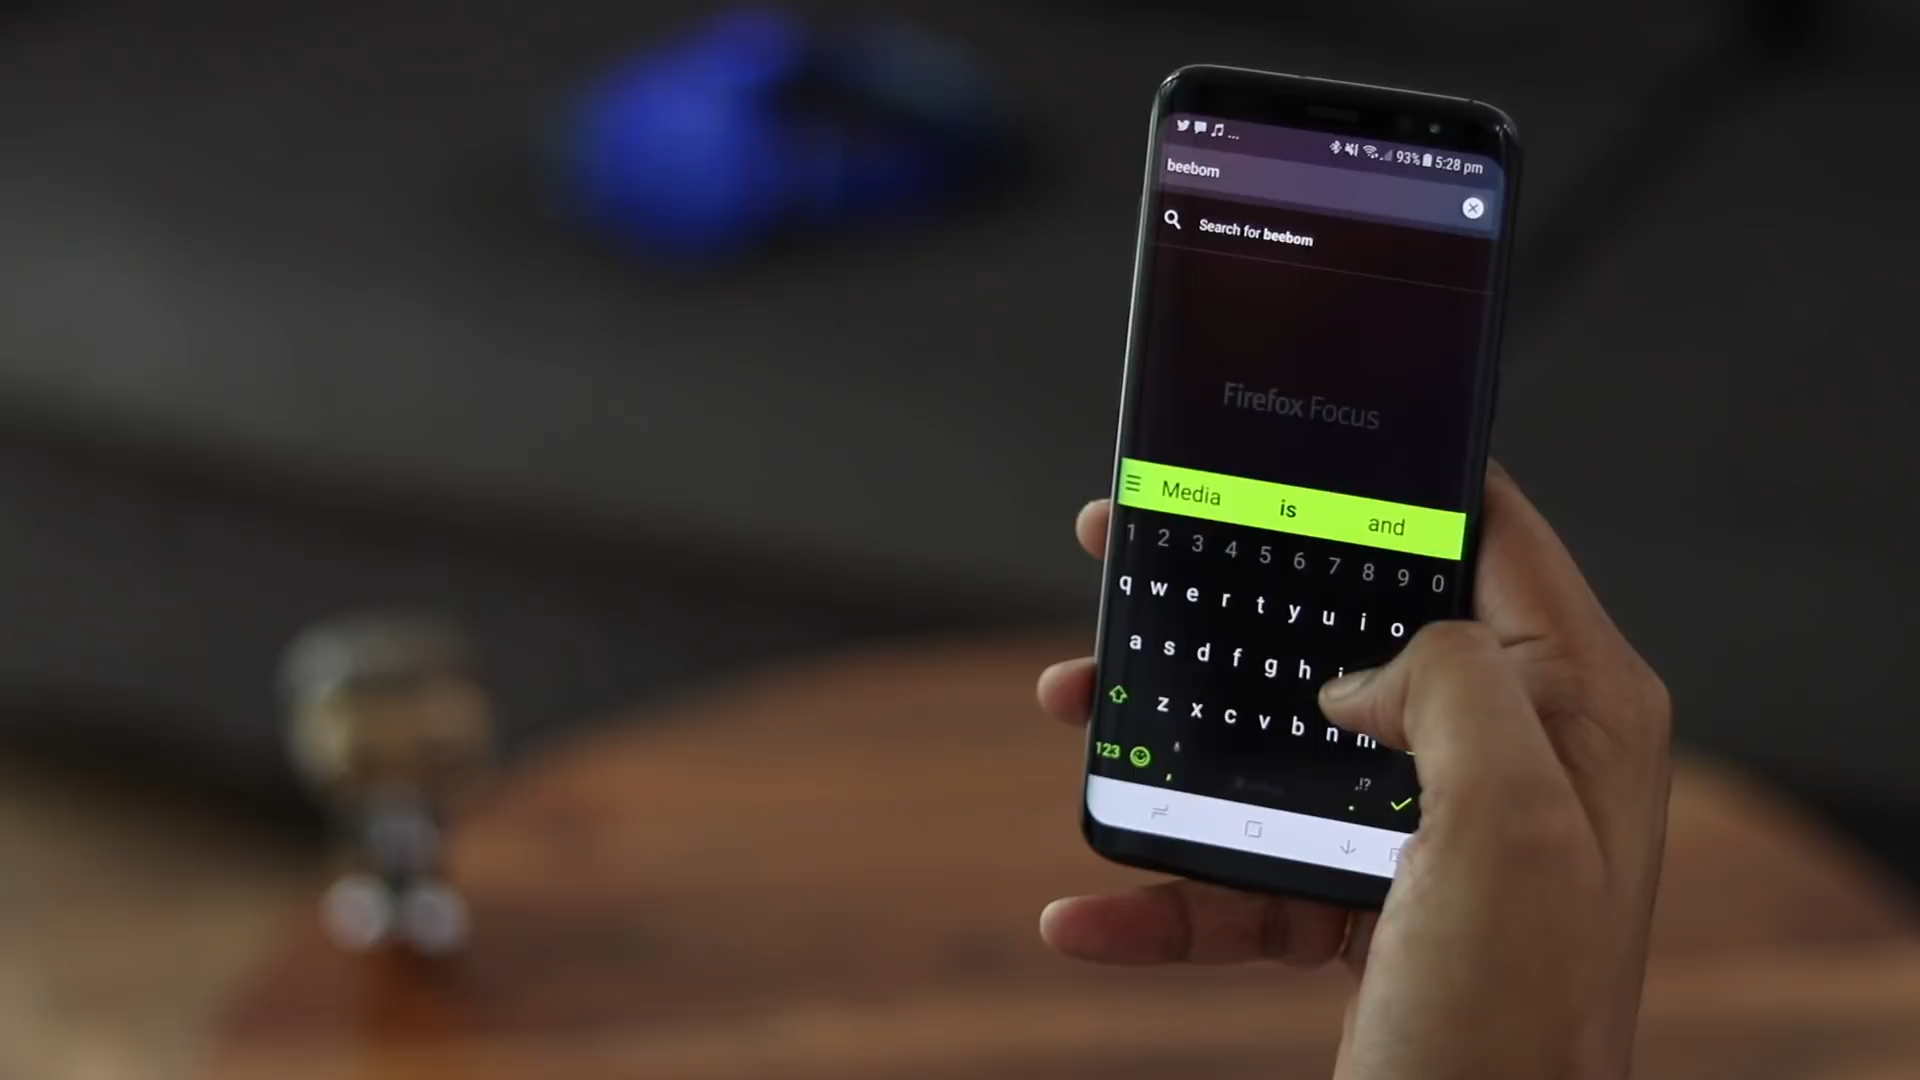 ... 93% 5:28 pm
beebom
Search for beebom
Firefox Focus
Media is and
1 2 3 4 5 6 7 8 9 0
q w e r t y u i o
a s d f g h j
z x c v b n m
123 , .
,!?